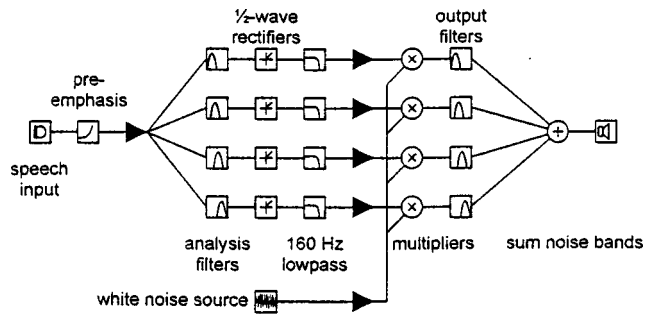 ½-wave
rectifiers
output
filters
pre-
emphasis
speech
input
analysis
filters
160 Hz
lowpass
multipliers
sum noise bands
white noise source